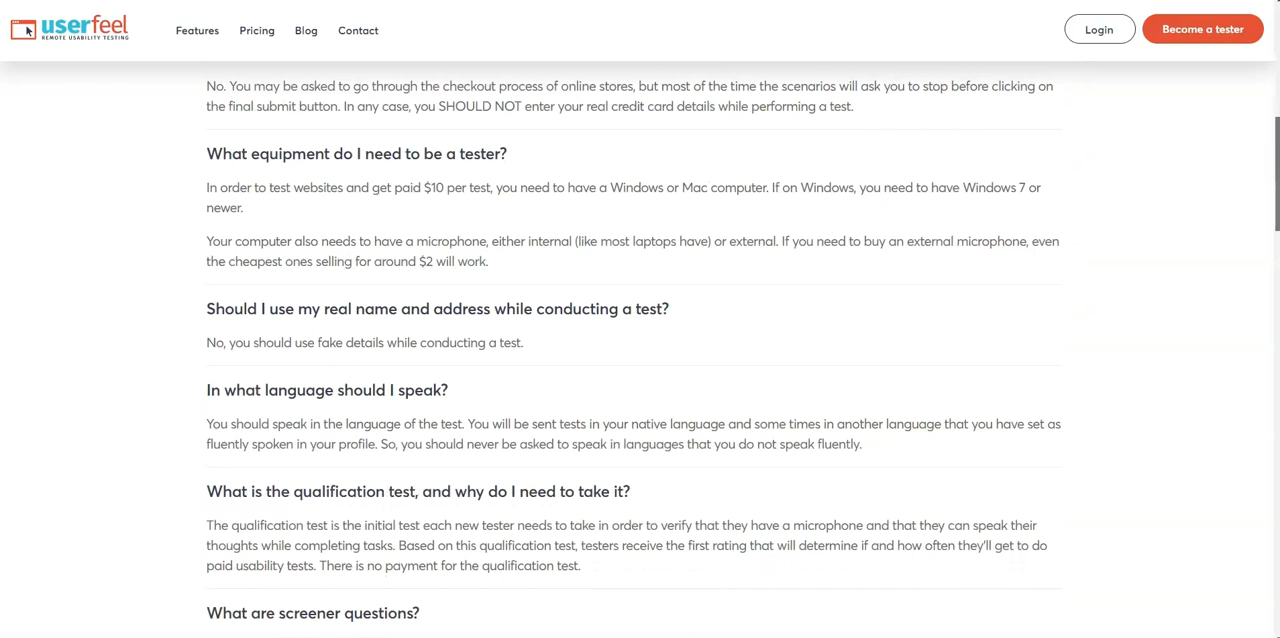 userfeel
REMOTE USABILITY TESTING
Features
Pricing
Blog
Contact
Login
Become a tester
No. You may be asked to go through the checkout process of online stores, but most of the time the scenarios will ask you to stop before clicking on
the final submit button. In any case, you SHOULD NOT enter your real credit card details while performing a test.
What equipment do I need to be a tester?
In order to test websites and get paid $10 per test, you need to have a Windows or Mac computer. If on Windows, you need to have Windows 7 or
newer.
Your computer also needs to have a microphone, either internal (like most laptops have) or external. If you need to buy an external microphone, even
the cheapest ones selling for around $2 will work.
Should I use my real name and address while conducting a test?
No, you should use fake details while conducting a test.
In what language should I speak?
You should speak in the language of the test. You will be sent tests in your native language and some times in another language that you have set as
fluently spoken in your profile. So, you should never be asked to speak in languages that you do not speak fluently.
What is the qualification test, and why do I need to take it?
The qualification test is the initial test each new tester needs to take in order to verify that they have a microphone and that they can speak their
thoughts while completing tasks. Based on this qualification test, testers receive the first rating that will determine if and how often they'll get to do
paid usability tests. There is no payment for the qualification test.
What are screener questions?